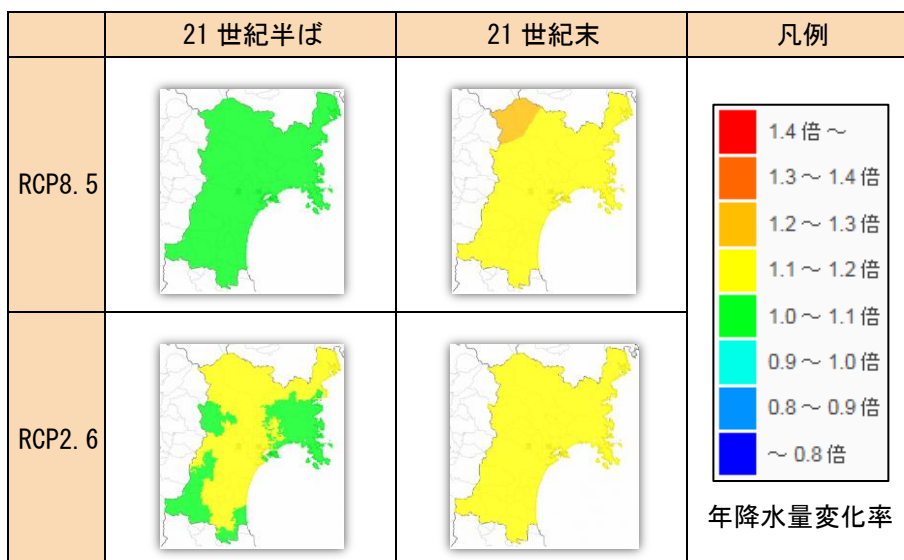 21 世紀半ば
21 世紀末
凡例
RCP8.5
1.4 倍 ～
1.3 ～ 1.4 倍
1.2 ～ 1.3 倍
1.1 ～ 1.2 倍
1.0 ～ 1.1 倍
0.9 ～ 1.0 倍
0.8 ～ 0.9 倍
～ 0.8 倍
年降水量変化率
RCP2.6